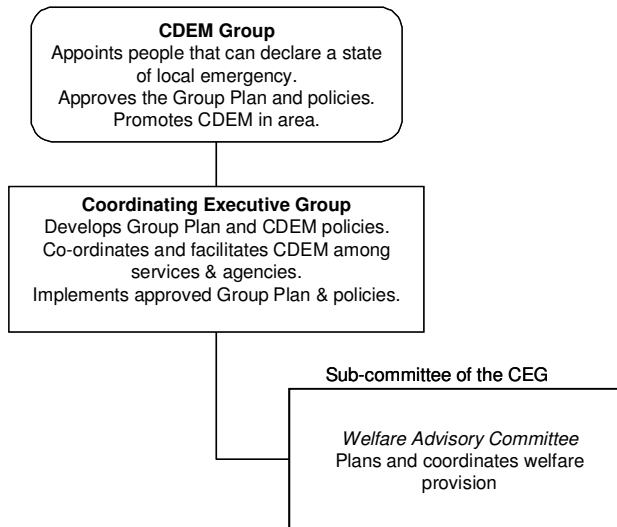 CDEM Group
Appoints people that can declare a state
of local emergency.
Approves the Group Plan and policies.
Promotes CDEM in area.
Coordinating Executive Group
Develops Group Plan and CDEM policies.
Co-ordinates and facilitates CDEM among
services & agencies.
Implements approved Group Plan & policies.
Sub-committee of the CEG
Welfare Advisory Committee
Plans and coordinates welfare
provision